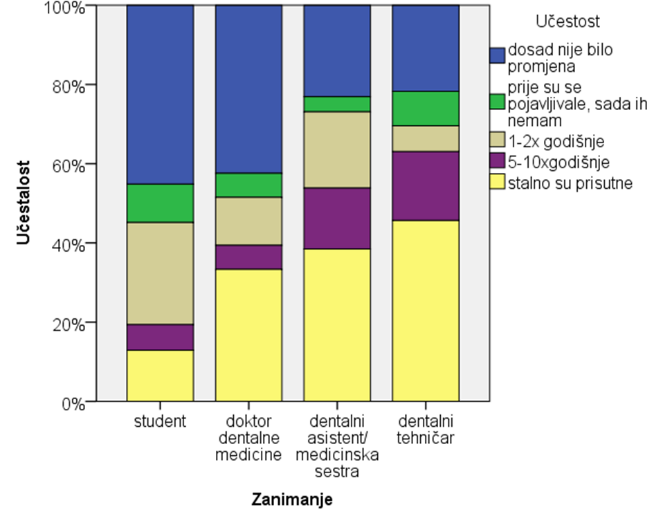 100%
80%
60%
40%
20%
0%
Učestalost
student
doktor
dentalne
medicine
dentalni
asistent/
medicinska
sestra
dentalni
tehničar
Zanimanje
Učestost
dosad nije bilo
promjena
prije su se
pojavljivale, sada ih
nemam
1-2x godišnje
5-10xgodišnje
stalno su prisutne